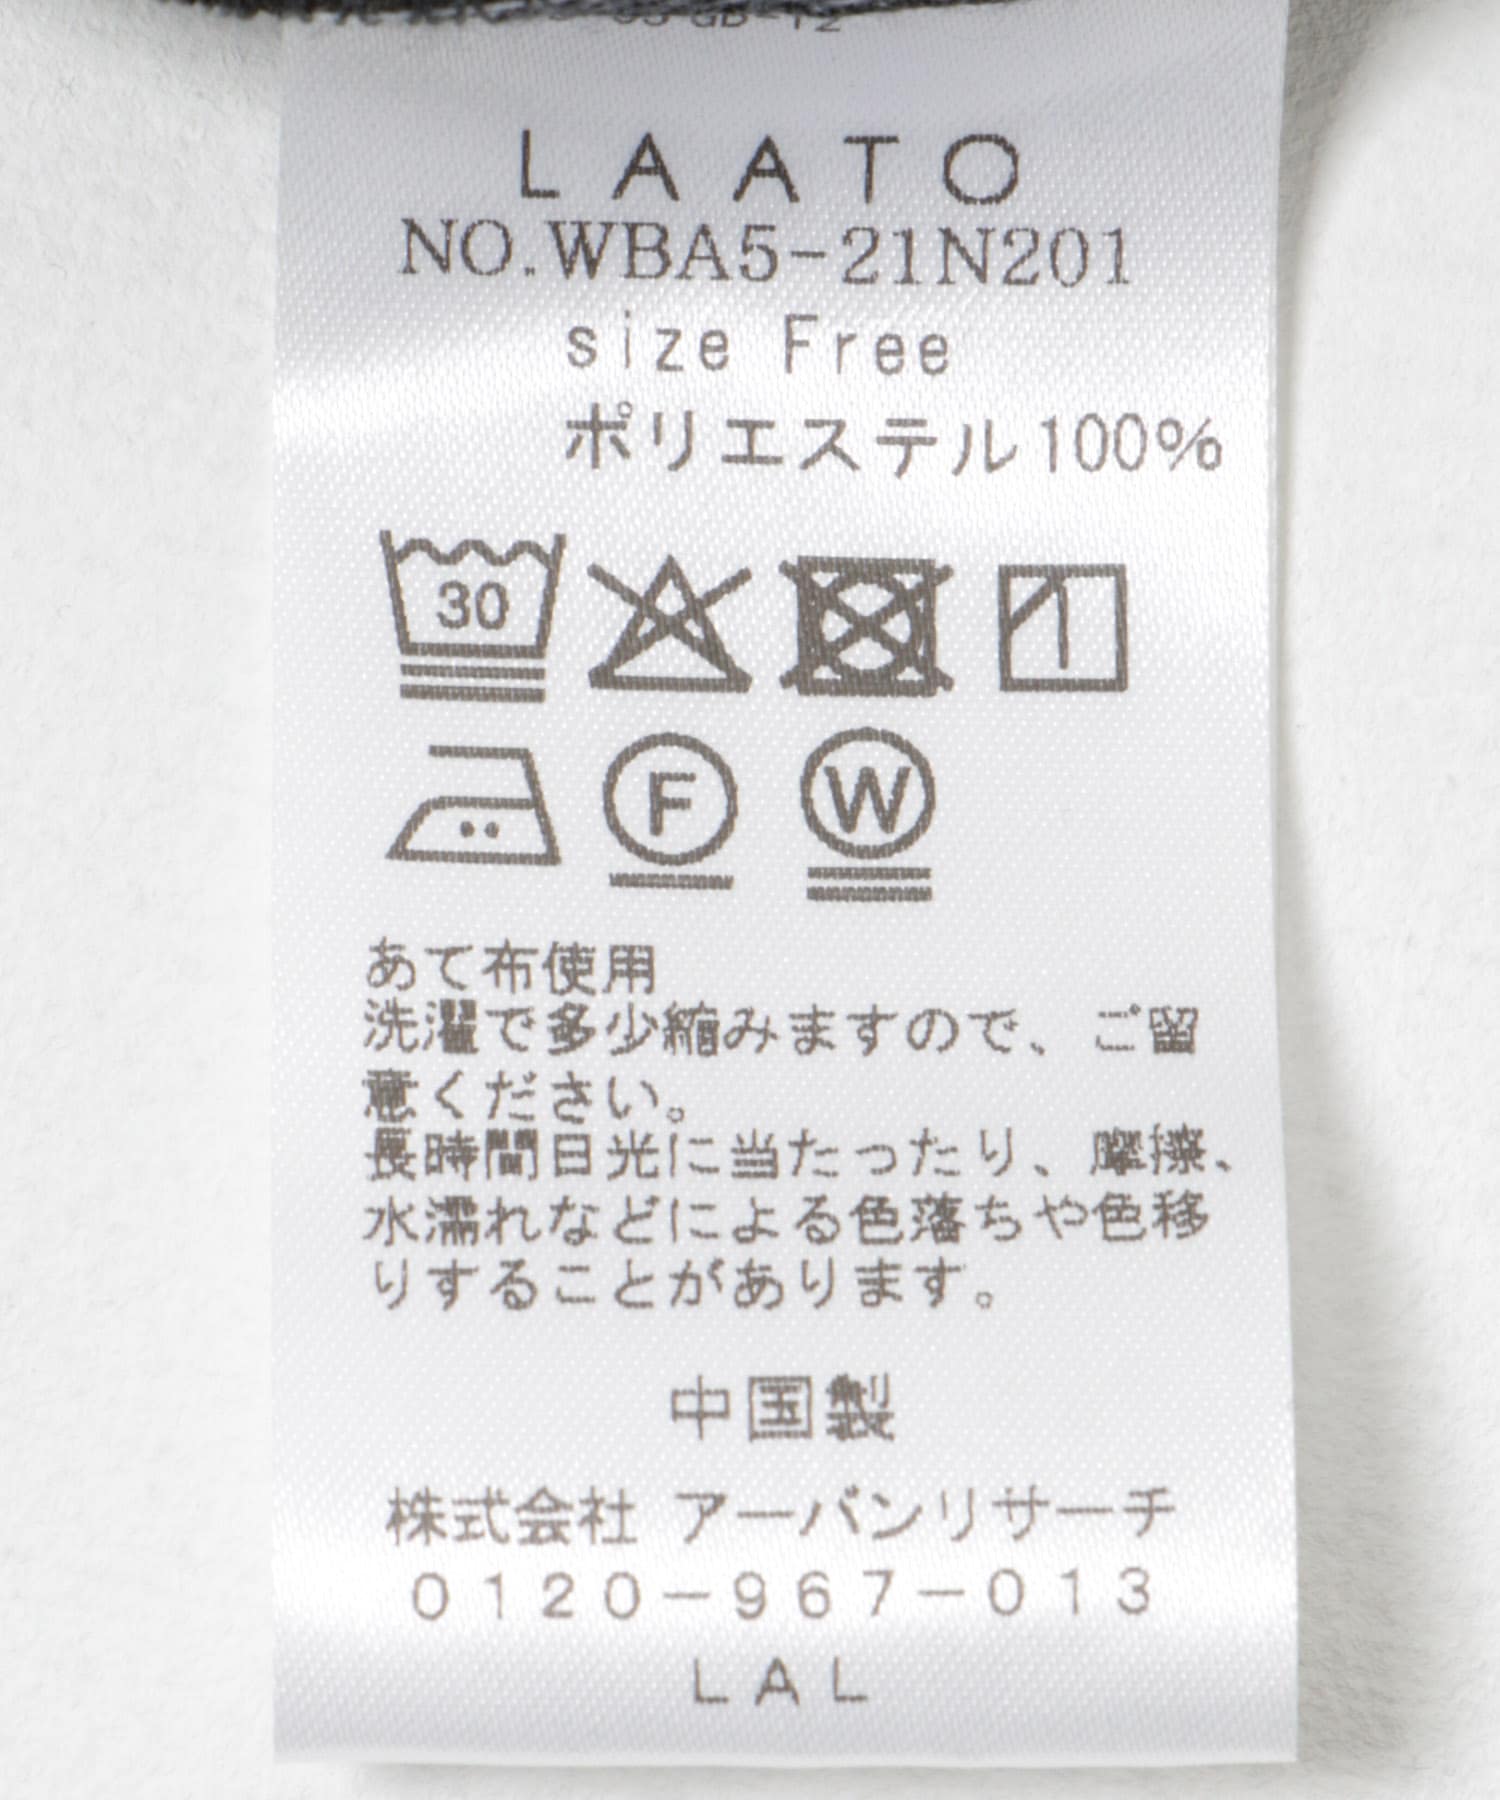 LAATO
NO.WBA5-21N201
size Free
ポリエステル100%
30
F
W
あて布使用
洗濯で多少縮みますので、ご留
意ください。
長時間日光に当たったり、摩擦、
水濡れなどによる色落ちや色移
りすることがあります。
中国製
株式会社 アーバンリサーチ
0120-967-013
LAL